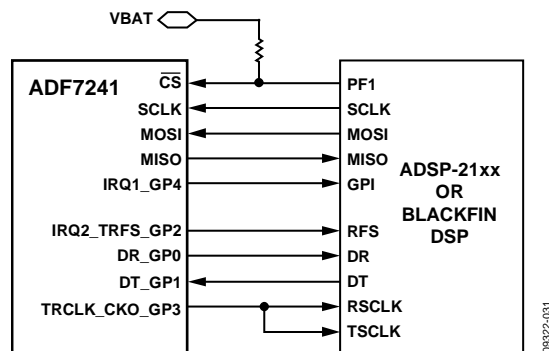 VBAT
ADF7241
CS
SCLK
MOSI
MISO
IRQ1_GP4
IRQ2_TRFS_GP2
DR_GP0
DT_GP1
TRCLK_CKO_GP3
PF1
SCLK
MOSI
MISO
GPI
RFS
DR
DT
RSCLK
TSCLK
ADSP-21xx
OR
BLACKFIN
DSP
09322-031